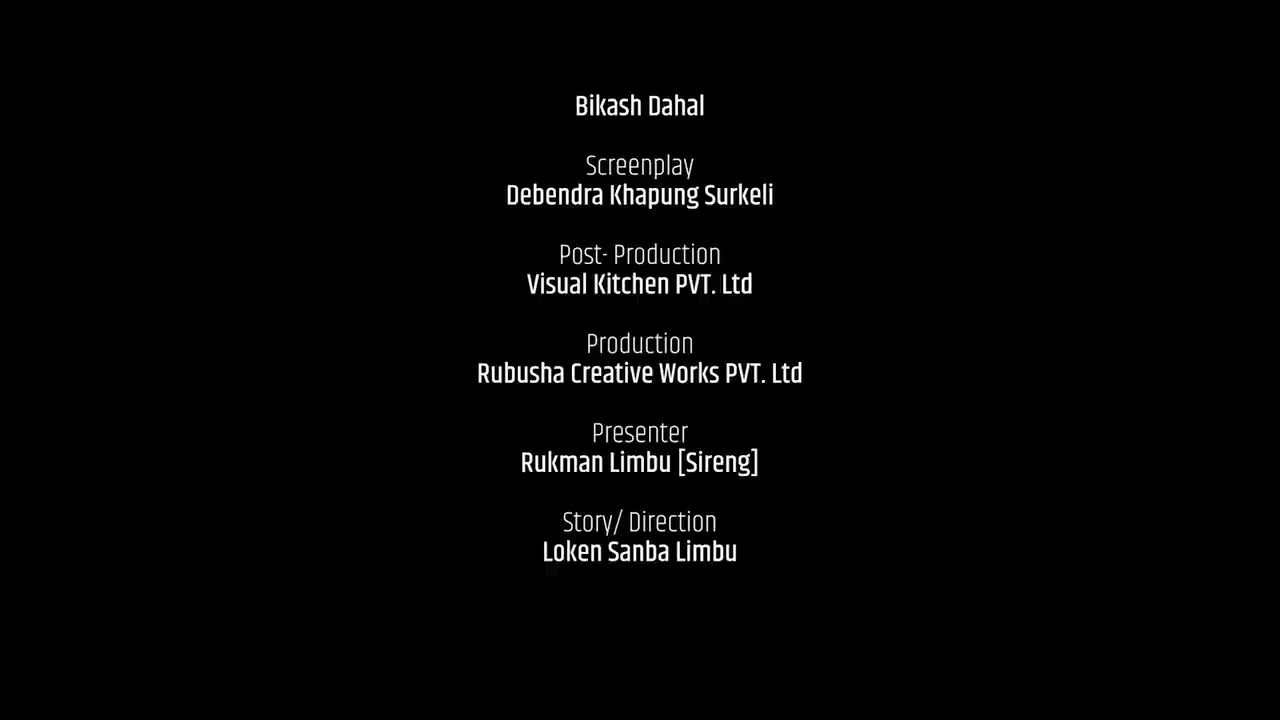 Bikash Dahal
Screenplay
Debendra Khapung Surkeli
Post- Production
Visual Kitchen PVT. Ltd
Production
Rubusha Creative Works PVT. Ltd
Presenter
Rukman Limbu [Sireng]
Story/ Direction
Loken Sanba Limbu